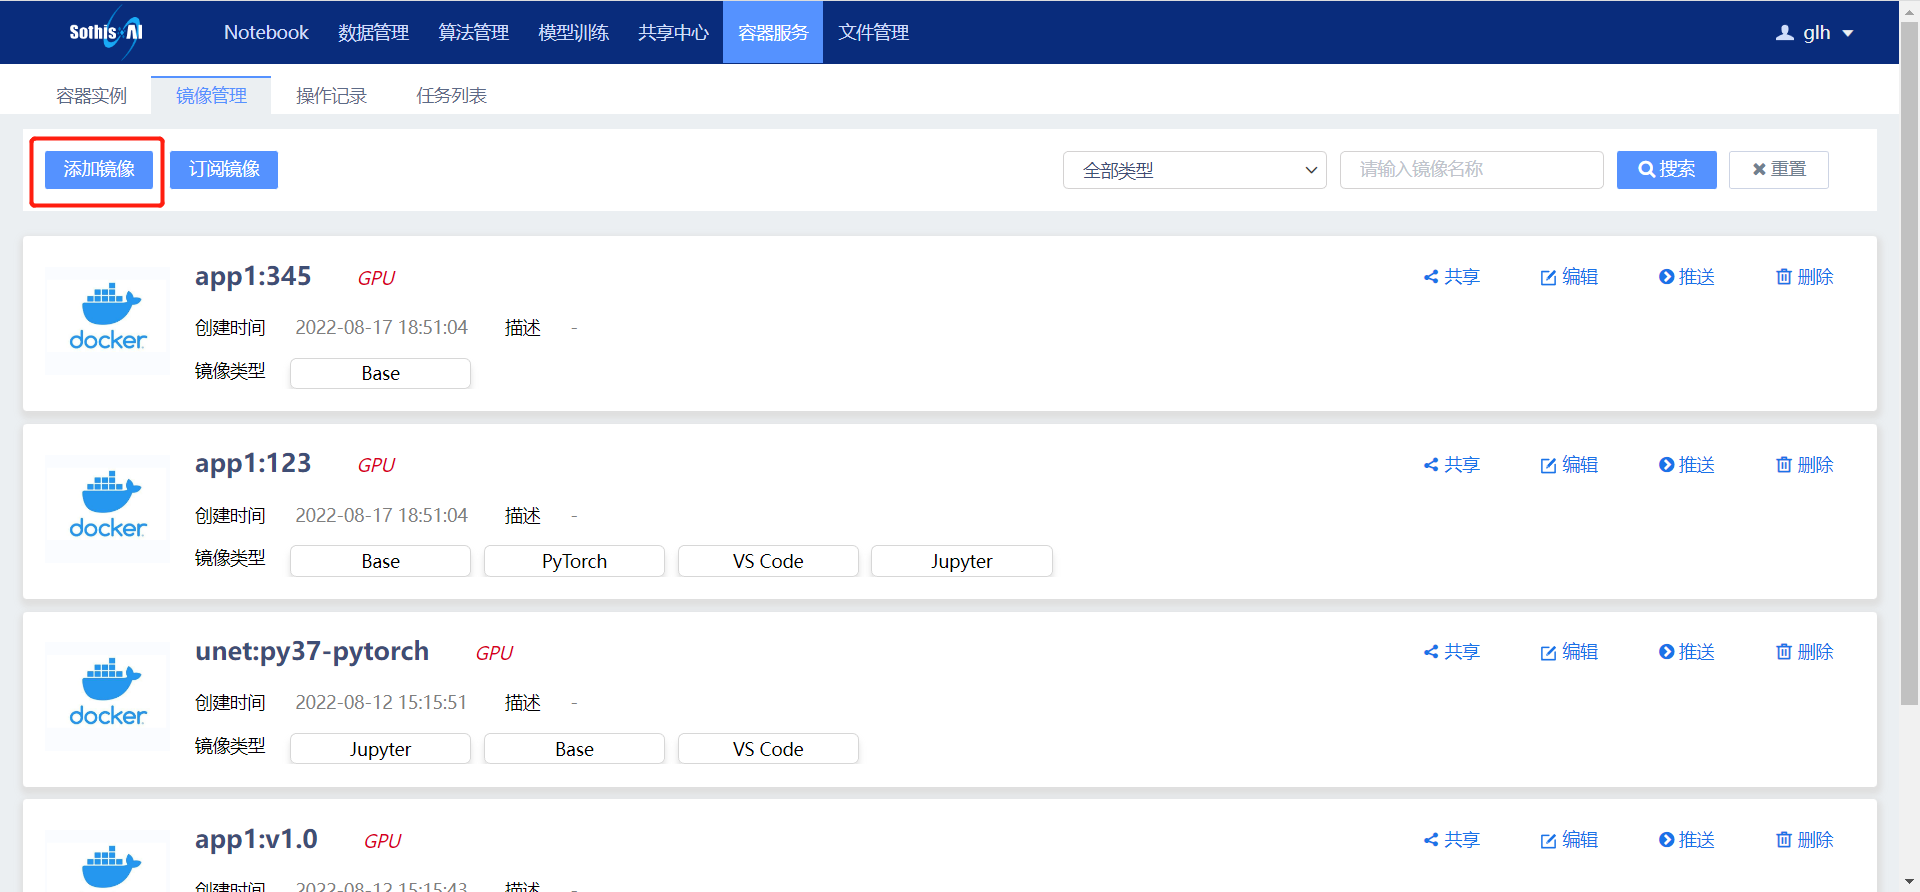 SothisAI Notebook 数据管理 算法管理 模型训练 共享中心 容器服务 文件管理 glh
容器实例 镜像管理 操作记录 任务列表
添加镜像 订阅镜像 全部类型 请输入镜像名称 搜索 重置
app1:345 GPU 共享 编辑 推送 删除
创建时间 2022-08-17 18:51:04 描述 -
docker
镜像类型 Base
app1:123 GPU 共享 编辑 推送 删除
创建时间 2022-08-17 18:51:04 描述 -
docker
镜像类型 Base PyTorch VS Code Jupyter
unet:py37-pytorch GPU 共享 编辑 推送 删除
创建时间 2022-08-12 15:15:51 描述 -
docker
镜像类型 Jupyter Base VS Code
app1:v1.0 GPU 共享 编辑 推送 删除
创建时间 2022-08-12 15:15:43 描述 -